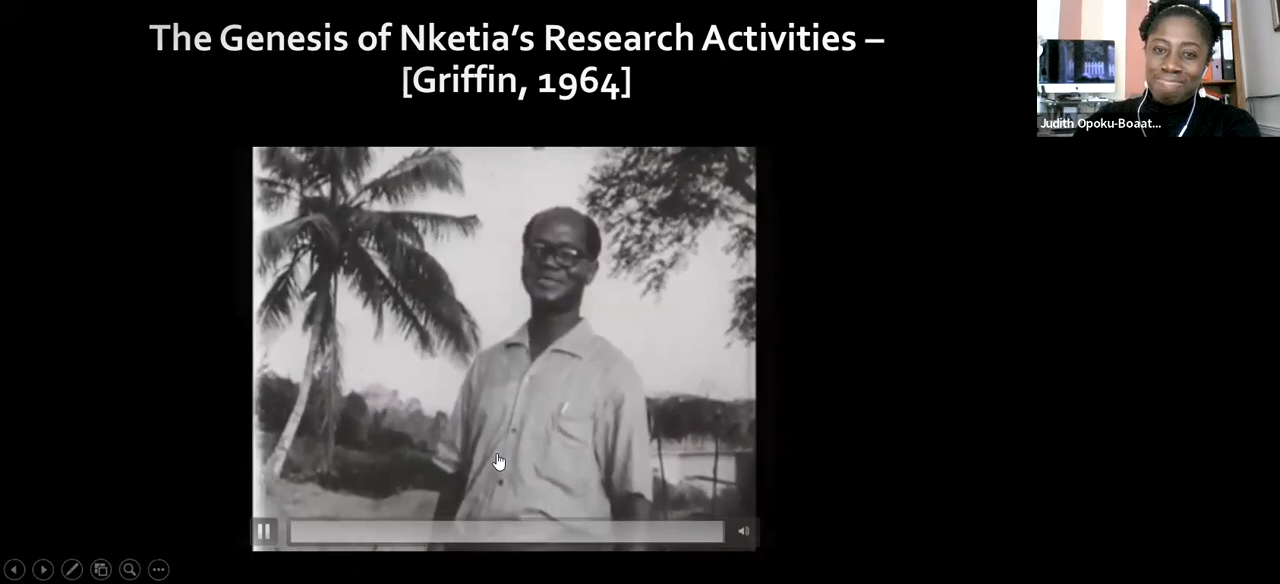 The Genesis of Nketia's Research Activities –
[Griffin, 1964]
Judith Opoku-Boaat...